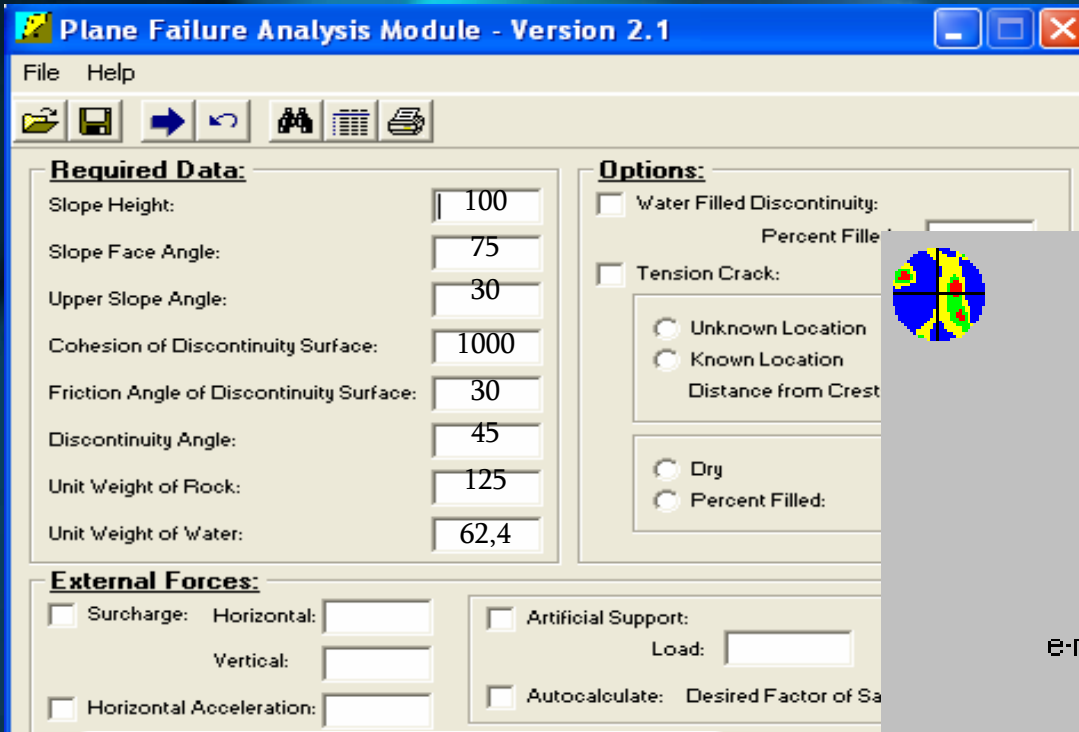 Plane Failure Analysis Module - Version 2.1
File Help
Required Data:
Slope Height: 100
Slope Face Angle: 75
Upper Slope Angle: 30
Cohesion of Discontinuity Surface: 1000
Friction Angle of Discontinuity Surface: 30
Discontinuity Angle: 45
Unit Weight of Rock: 125
Unit Weight of Water: 62,4
Options:
Water Filled Discontinuity:
Percent Fille
Tension Crack:
Unknown Location
Known Location
Distance from Crest
Dry
Percent Filled:
External Forces:
Surcharge: Horizontal:
Vertical:
Horizontal Acceleration:
Artificial Support:
Load:
Autocalculate: Desired Factor of Sa